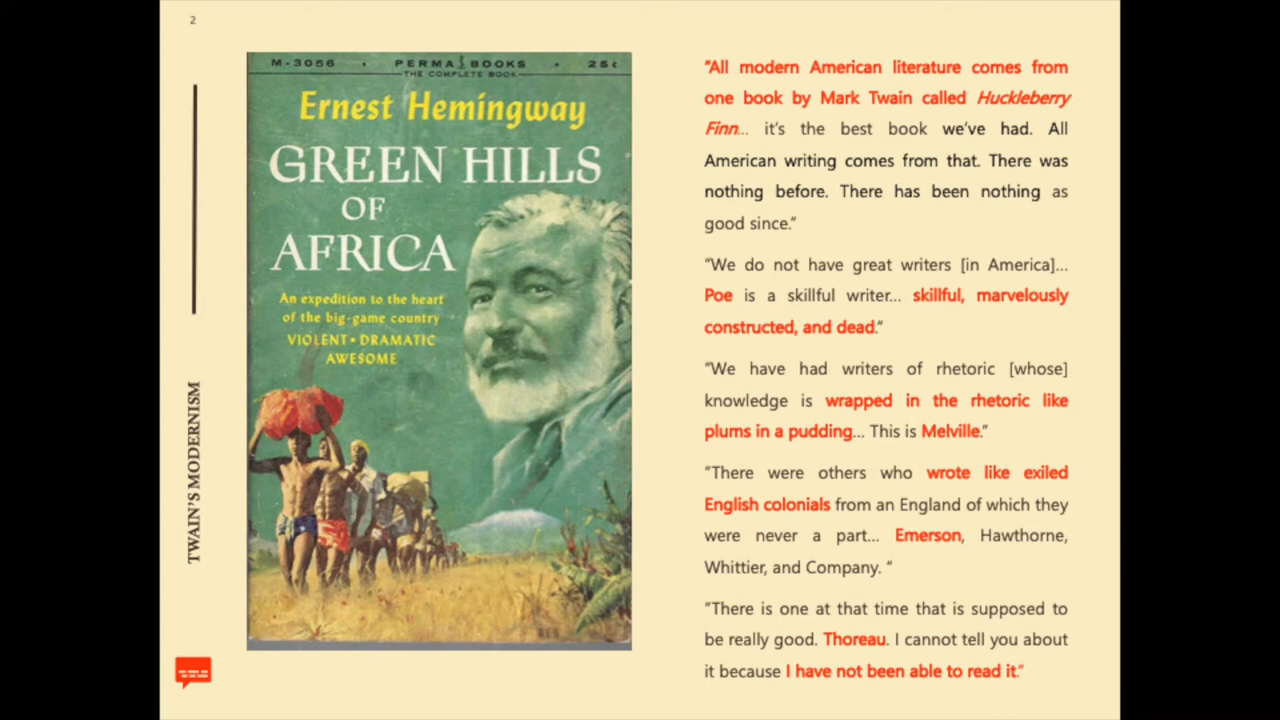 2
M-3056 · PERMA BOOKS · 25¢
THE COMPLETE BOOK
Ernest Hemingway
GREEN HILLS
OF
AFRICA
An expedition to the heart
of the big-game country
VIOLENT • DRAMATIC
AWESOME
TWAIN'S MODERNISM
"All modern American literature comes from
one book by Mark Twain called Huckleberry
Finn... it's the best book we've had. All
American writing comes from that. There was
nothing before. There has been nothing as
good since."
"We do not have great writers [in America]...
Poe is a skillful writer... skillful, marvelously
constructed, and dead."
"We have had writers of rhetoric [whose]
knowledge is wrapped in the rhetoric like
plums in a pudding... This is Melville."
"There were others who wrote like exiled
English colonials from an England of which they
were never a part... Emerson, Hawthorne,
Whittier, and Company. "
"There is one at that time that is supposed to
be really good. Thoreau. I cannot tell you about
it because I have not been able to read it."